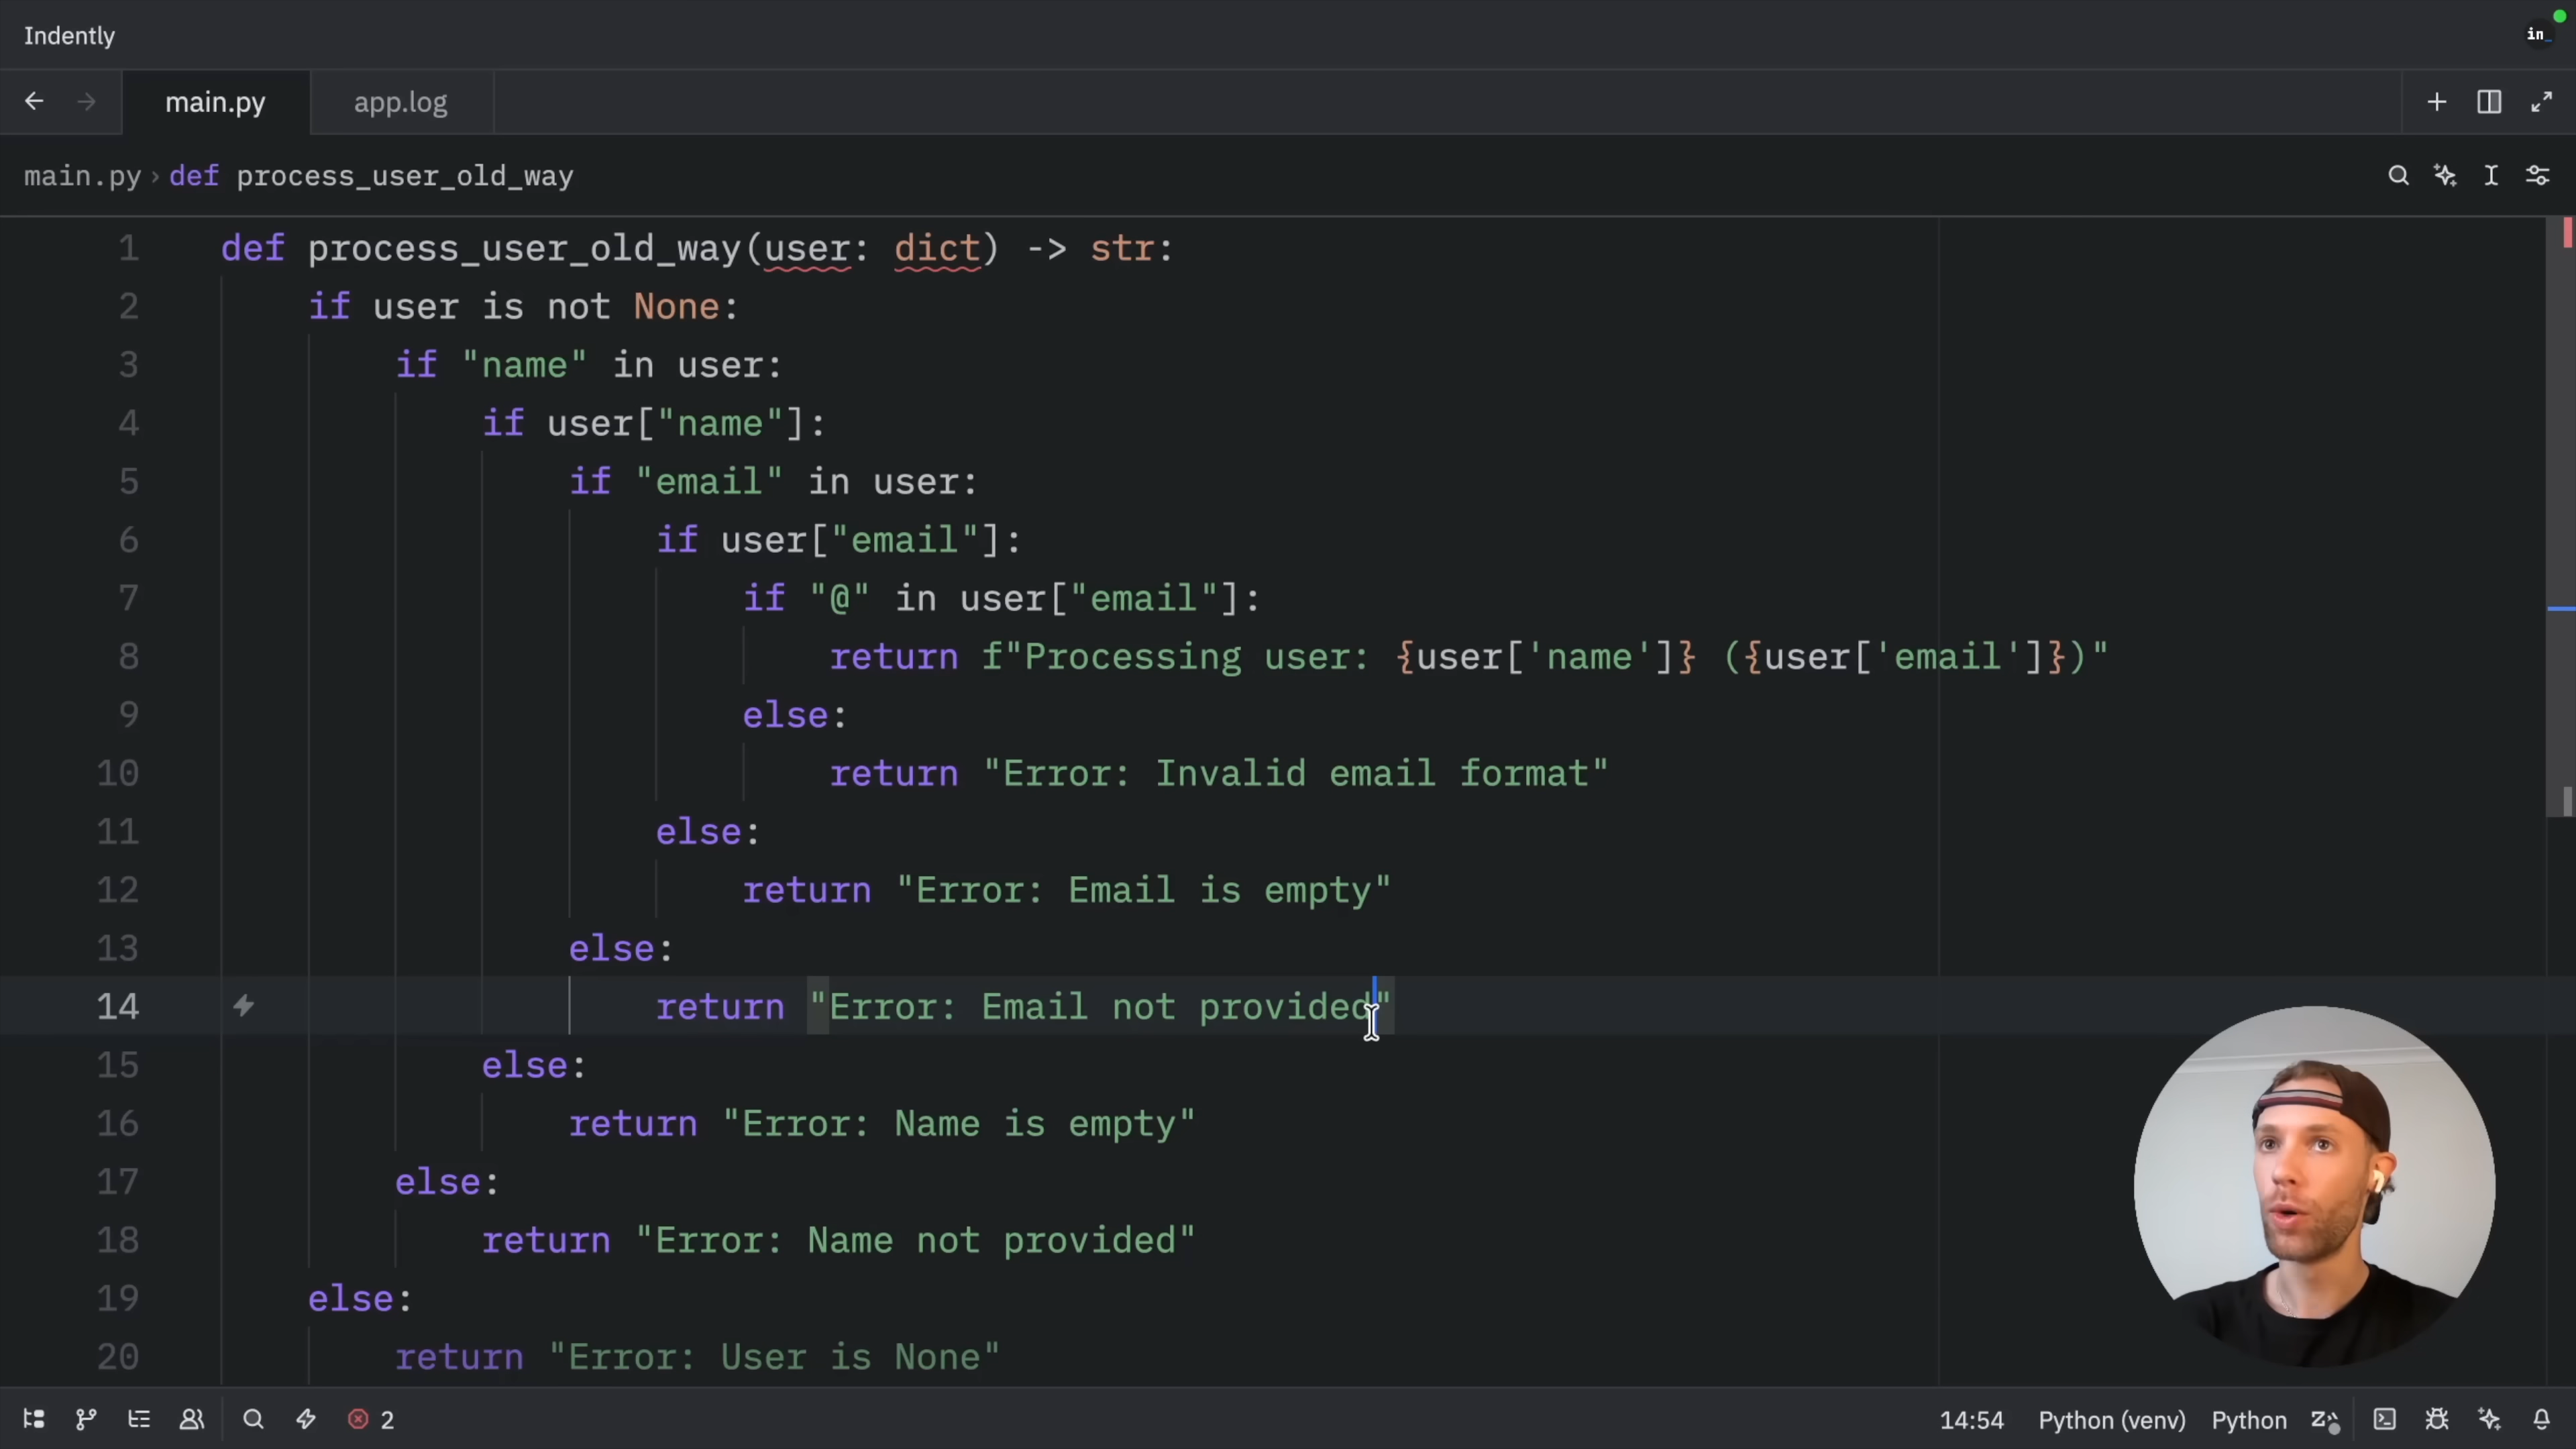 Indently
in_
main.py
app.log
main.py › def process_user_old_way
1 def process_user_old_way(user: dict) -> str:
2 if user is not None:
3 if "name" in user:
4 if user["name"]:
5 if "email" in user:
6 if user["email"]:
7 if "@" in user["email"]:
8 return f"Processing user: {user['name']} ({user['email']})"
9 else:
10 return "Error: Invalid email format"
11 else:
12 return "Error: Email is empty"
13 else:
14 return "Error: Email not provided"
15 else:
16 return "Error: Name is empty"
17 else:
18 return "Error: Name not provided"
19 else:
20 return "Error: User is None"
2 14:54 Python (venv) Python